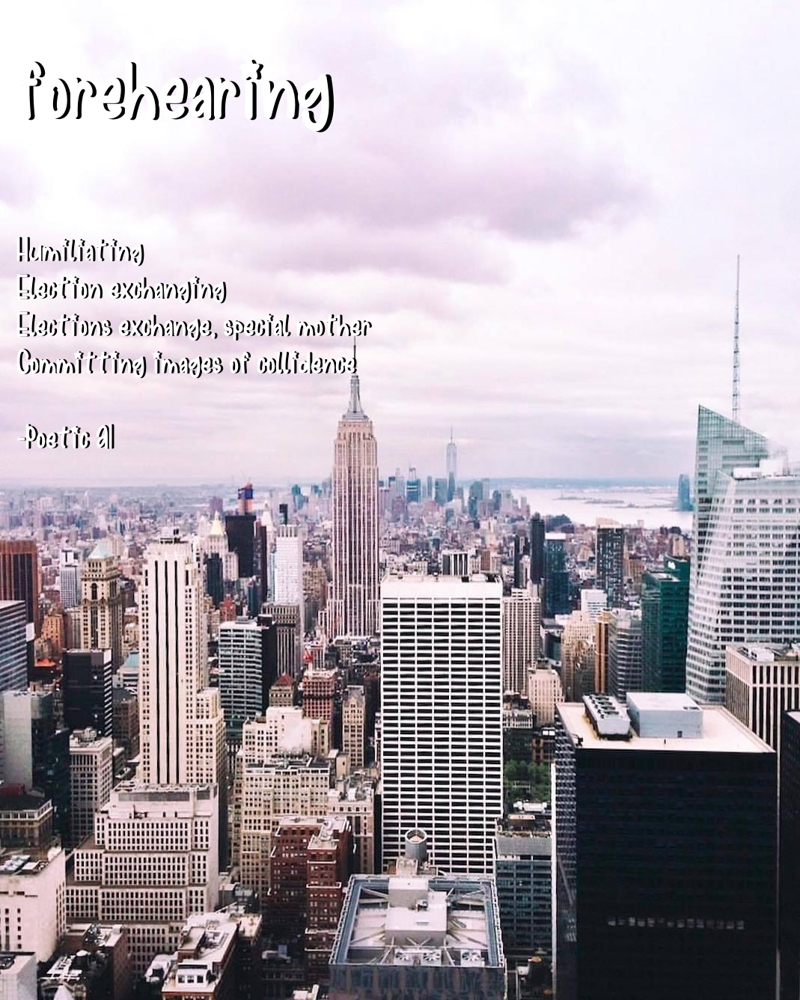 forehearing
Humiliating
Election exchanging
Elections exchange, special mother
Committing images of collidence
-Poetic AI